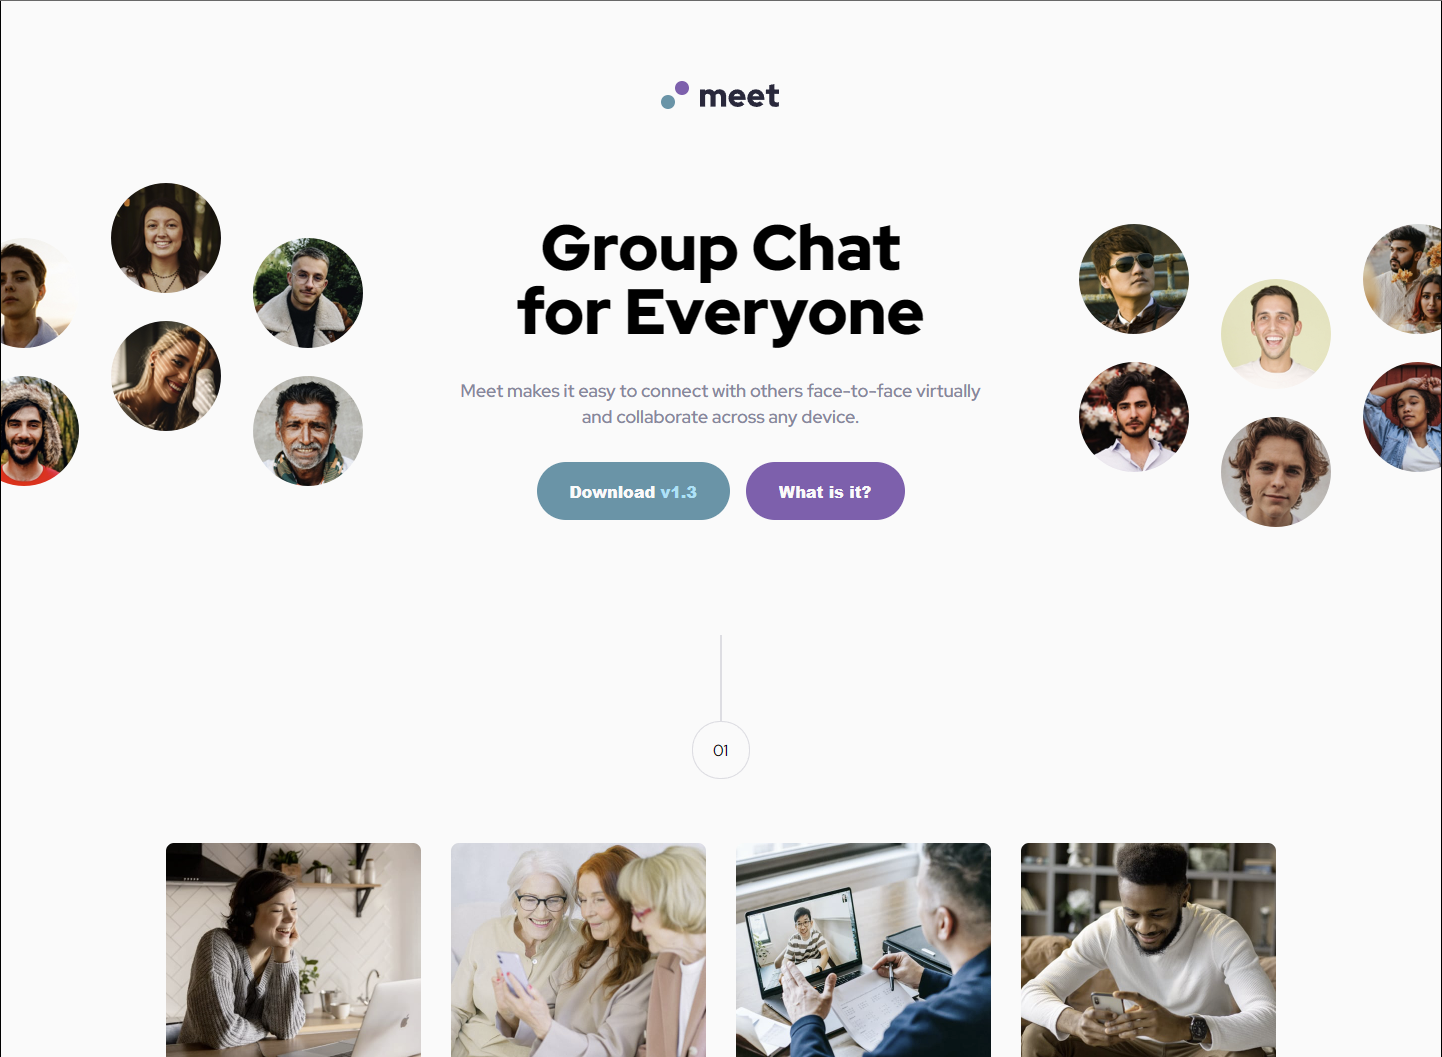 meet
Group Chat
for Everyone
Meet makes it easy to connect with others face-to-face virtually
and collaborate across any device.
Download v1.3
What is it?
01